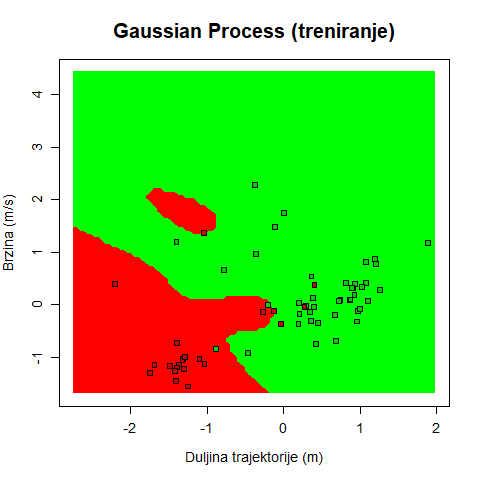 Gaussian Process (treniranje)
Brzina (m/s)
4
3
2
1
0
-1
-2 -1 0 1 2
Duljina trajektorije (m)